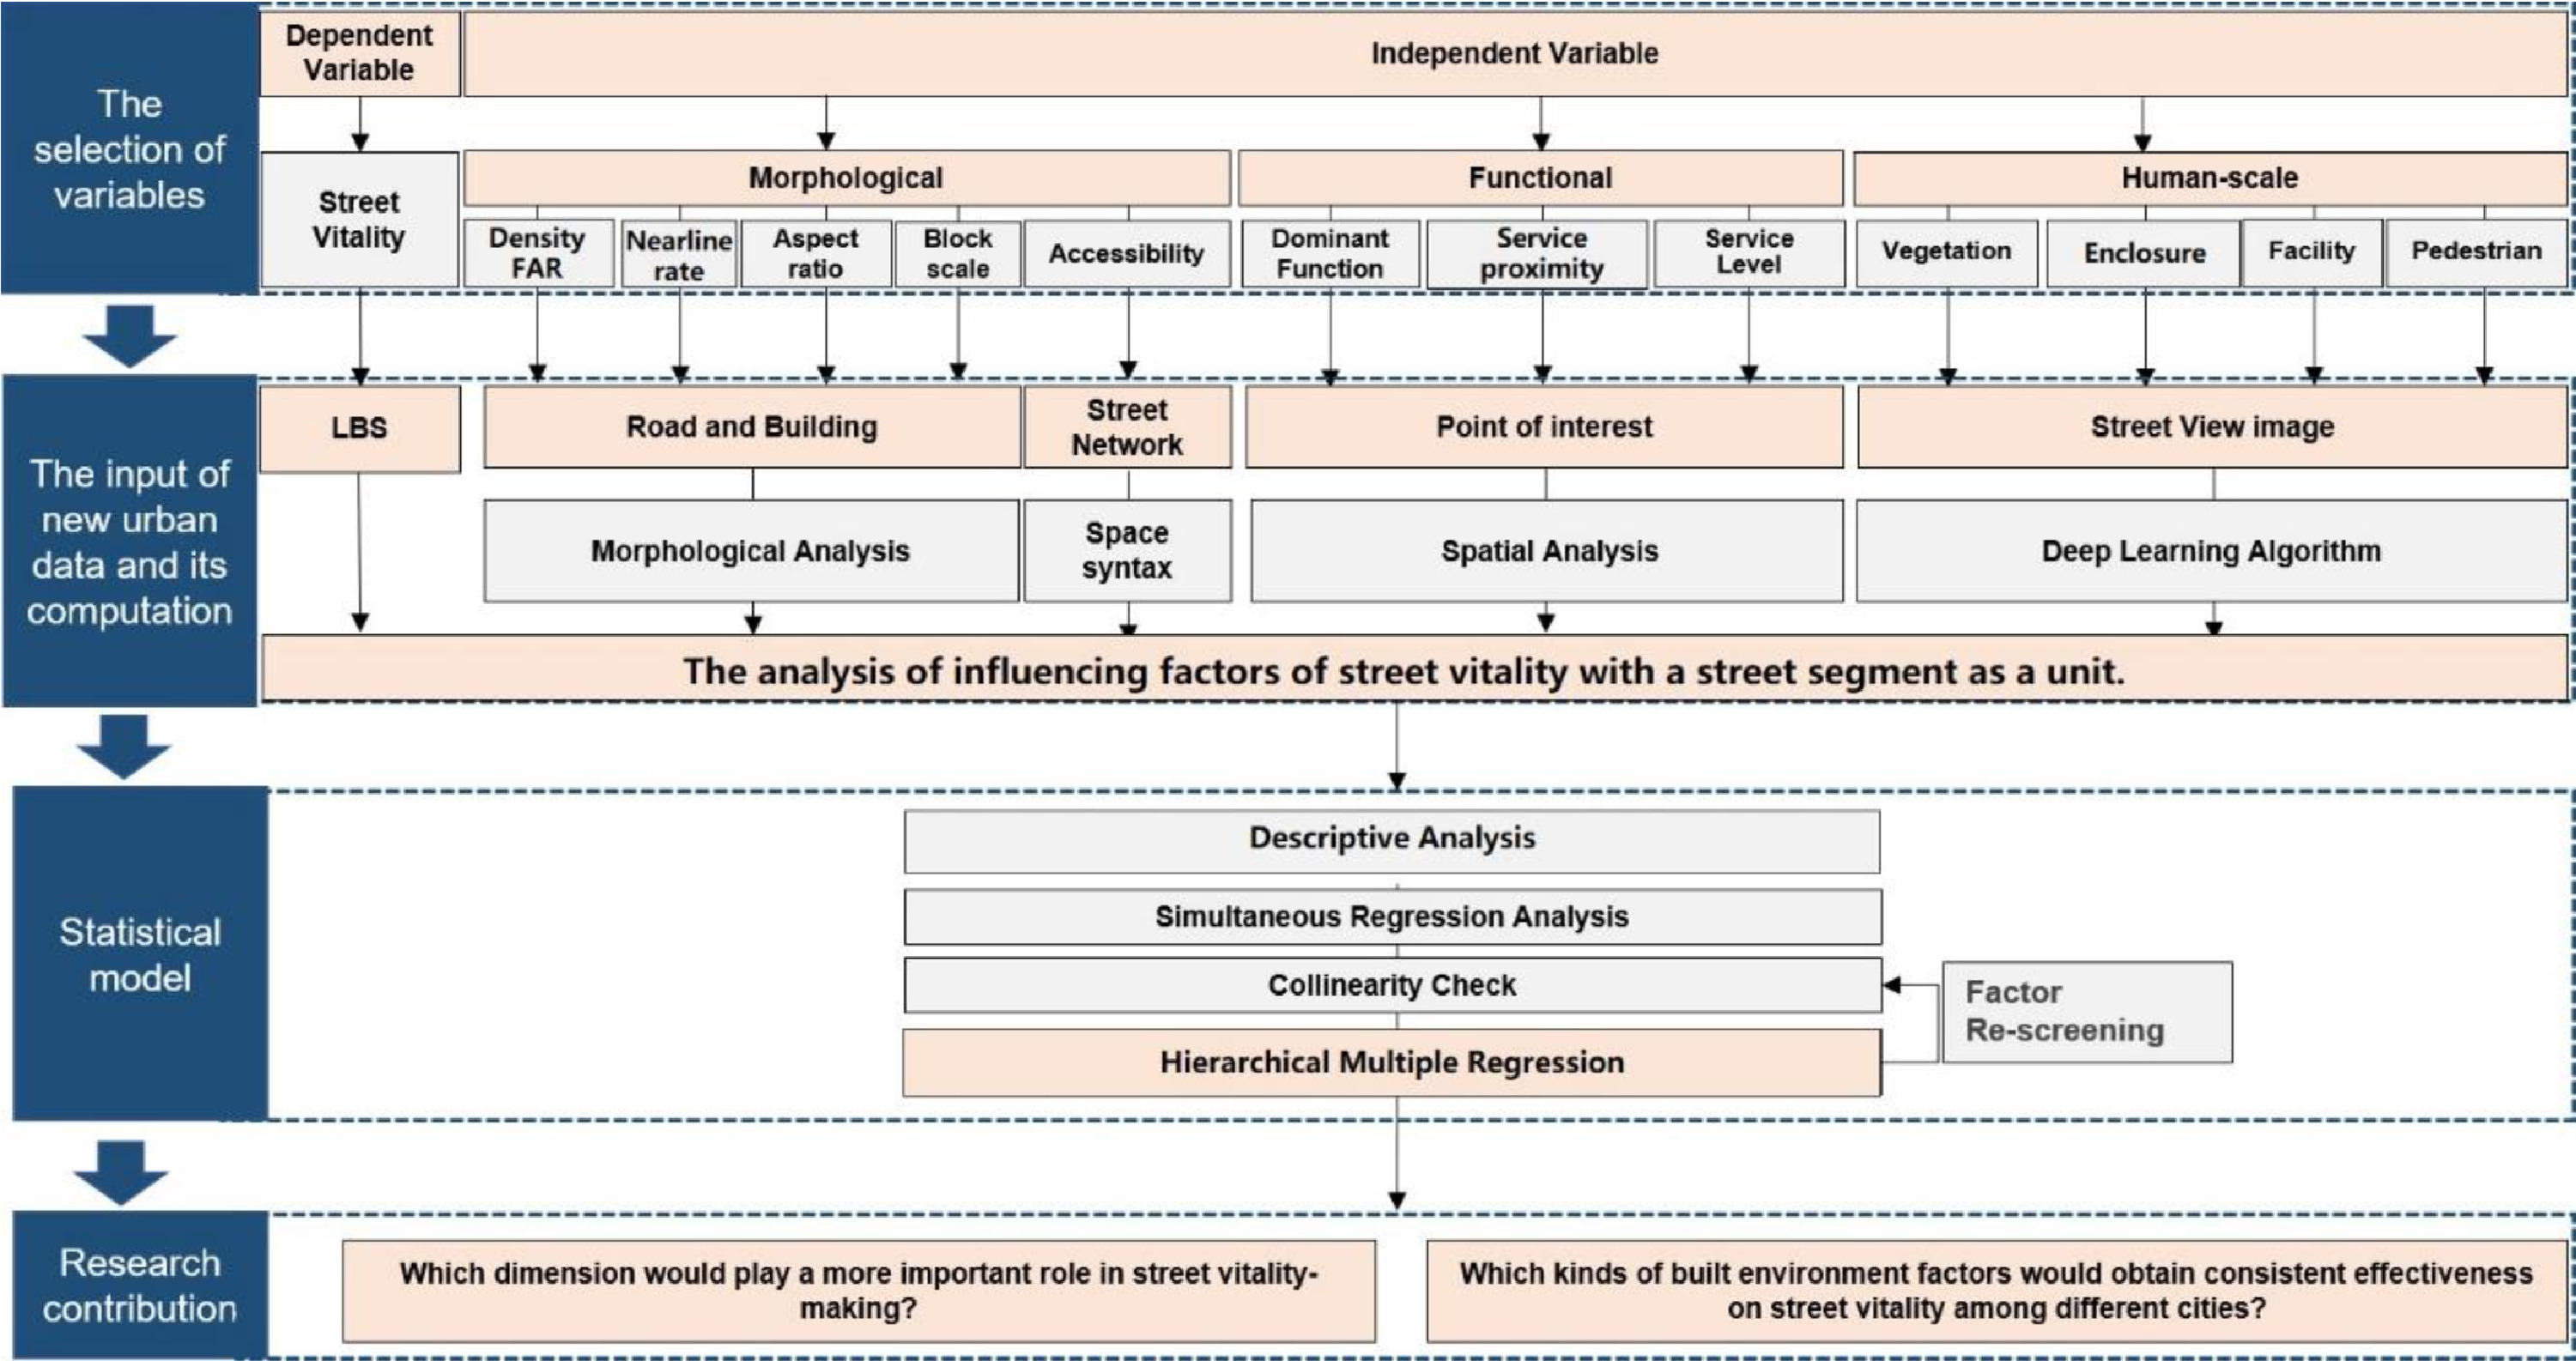 The
selection of
variables
Dependent
Variable
Independent Variable
Street
Vitality
Morphological
Functional
Human-scale
Density
FAR
Nearline
rate
Aspect
ratio
Block
scale
Accessibility
Dominant
Function
Service
proximity
Service
Level
Vegetation
Enclosure
Facility
Pedestrian
The input of
new urban
data and its
computation
LBS
Road and Building
Street
Network
Point of interest
Street View image
Morphological Analysis
Space
syntax
Spatial Analysis
Deep Learning Algorithm
The analysis of influencing factors of street vitality with a street segment as a unit.
Statistical
model
Descriptive Analysis
Simultaneous Regression Analysis
Collinearity Check
Factor
Re-screening
Hierarchical Multiple Regression
Research
contribution
Which dimension would play a more important role in street vitality-
making?
Which kinds of built environment factors would obtain consistent effectiveness
on street vitality among different cities?